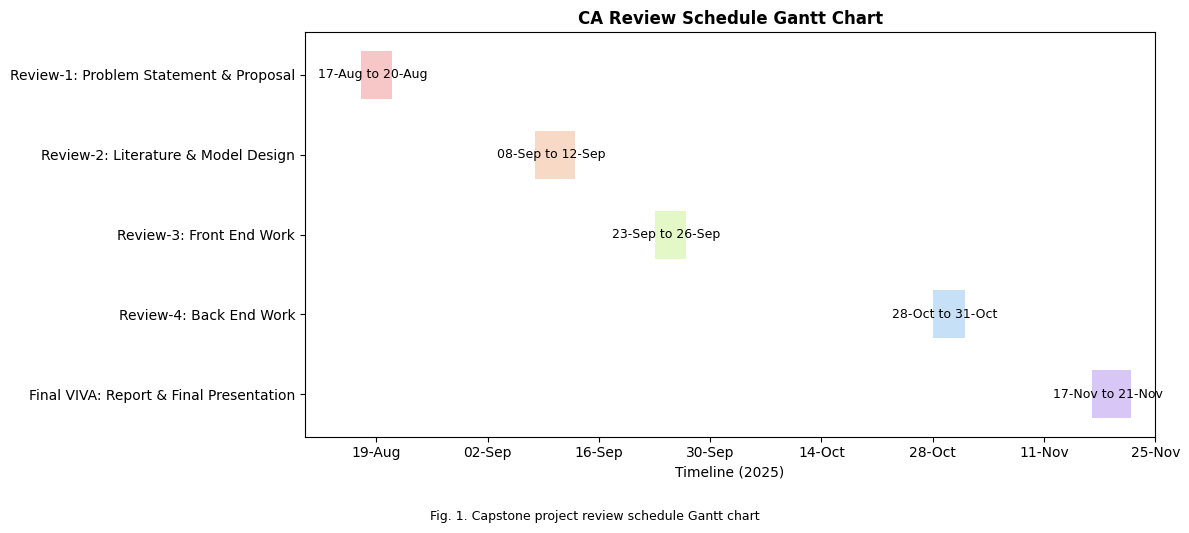 CA Review Schedule Gantt Chart
Review-1: Problem Statement & Proposal
17-Aug to 20-Aug
Review-2: Literature & Model Design
08-Sep to 12-Sep
Review-3: Front End Work
23-Sep to 26-Sep
Review-4: Back End Work
28-Oct to 31-Oct
Final VIVA: Report & Final Presentation
17-Nov to 21-Nov
19-Aug 02-Sep 16-Sep 30-Sep 14-Oct 28-Oct 11-Nov 25-Nov
Timeline (2025)
Fig. 1. Capstone project review schedule Gantt chart